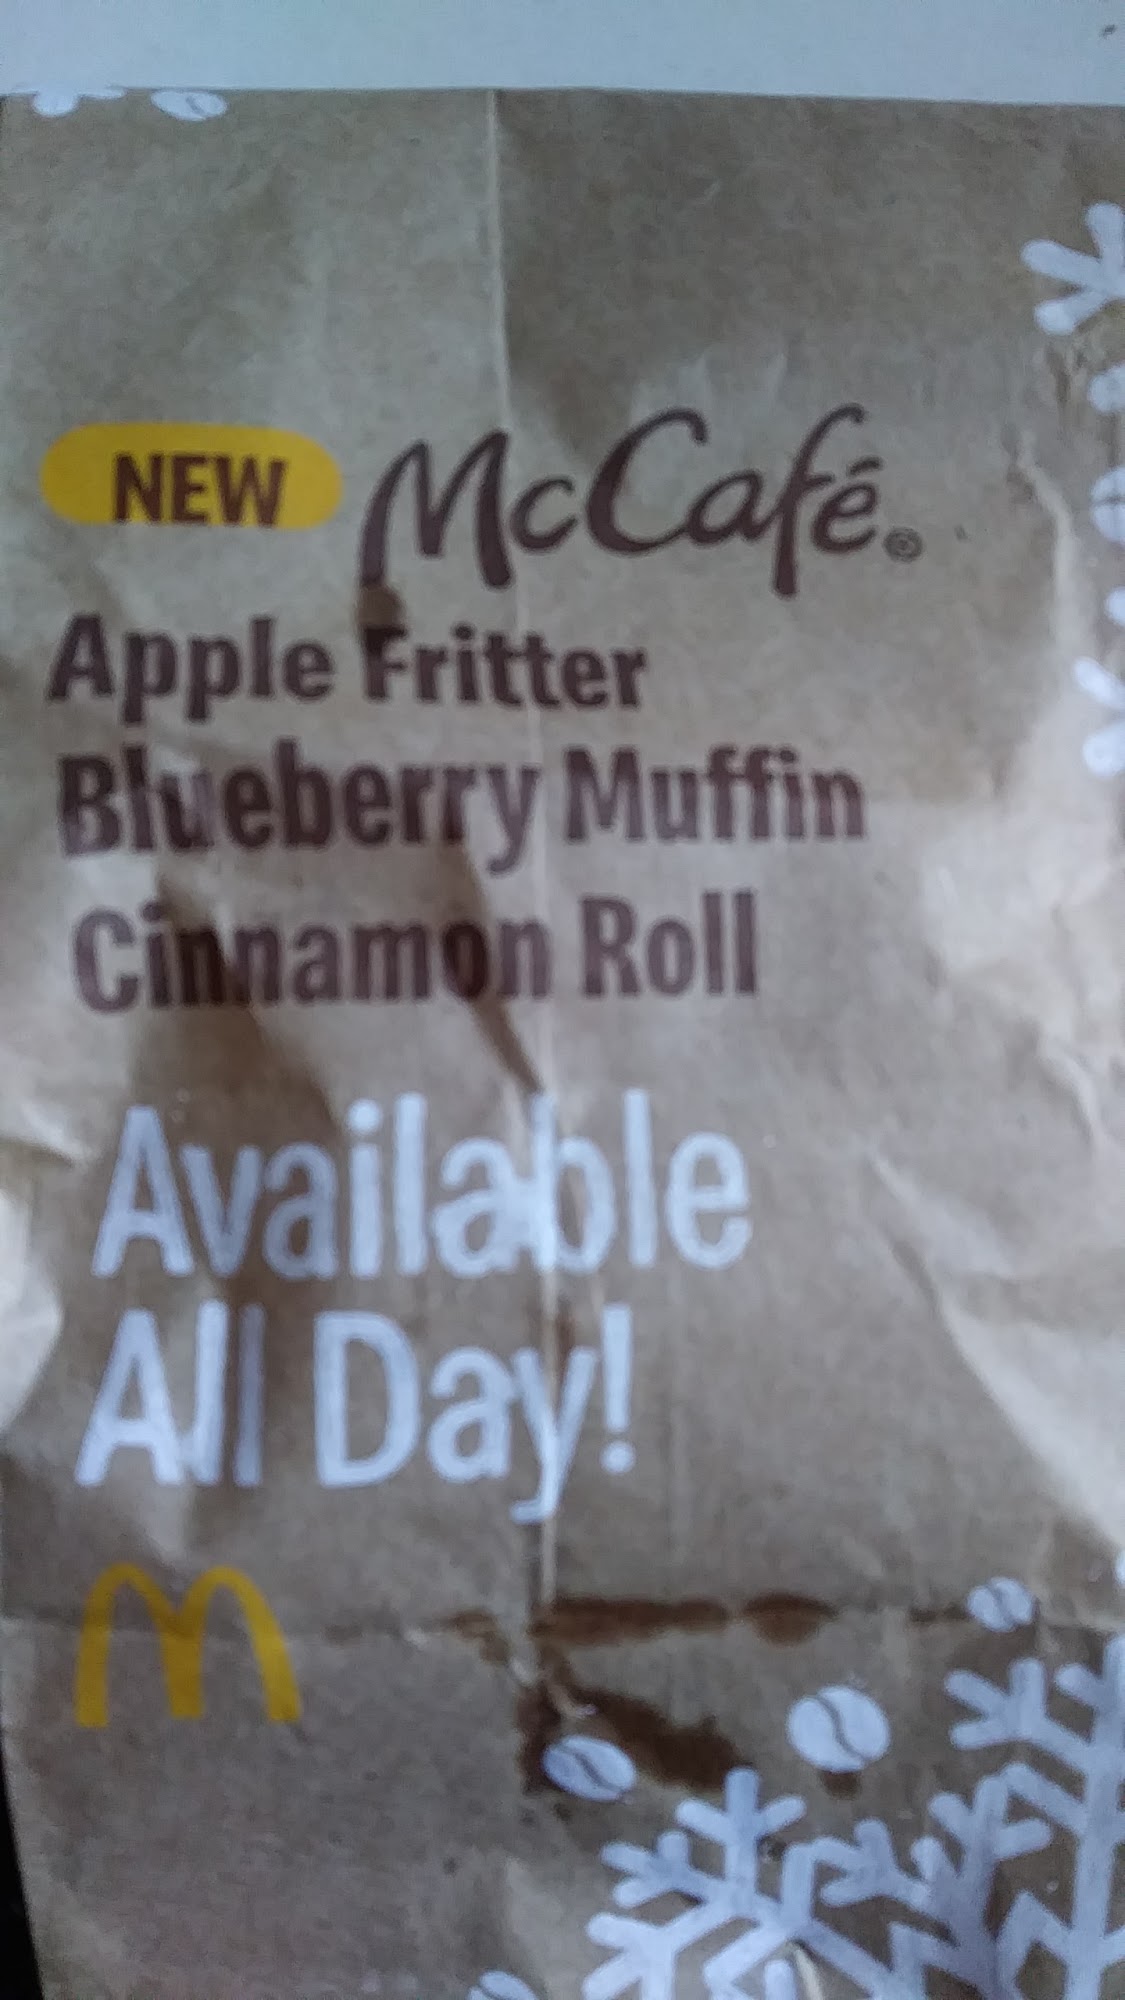 NEW McCafé®
Apple Fritter
Blueberry Muffin
Cinnamon Roll
Available
All Day!